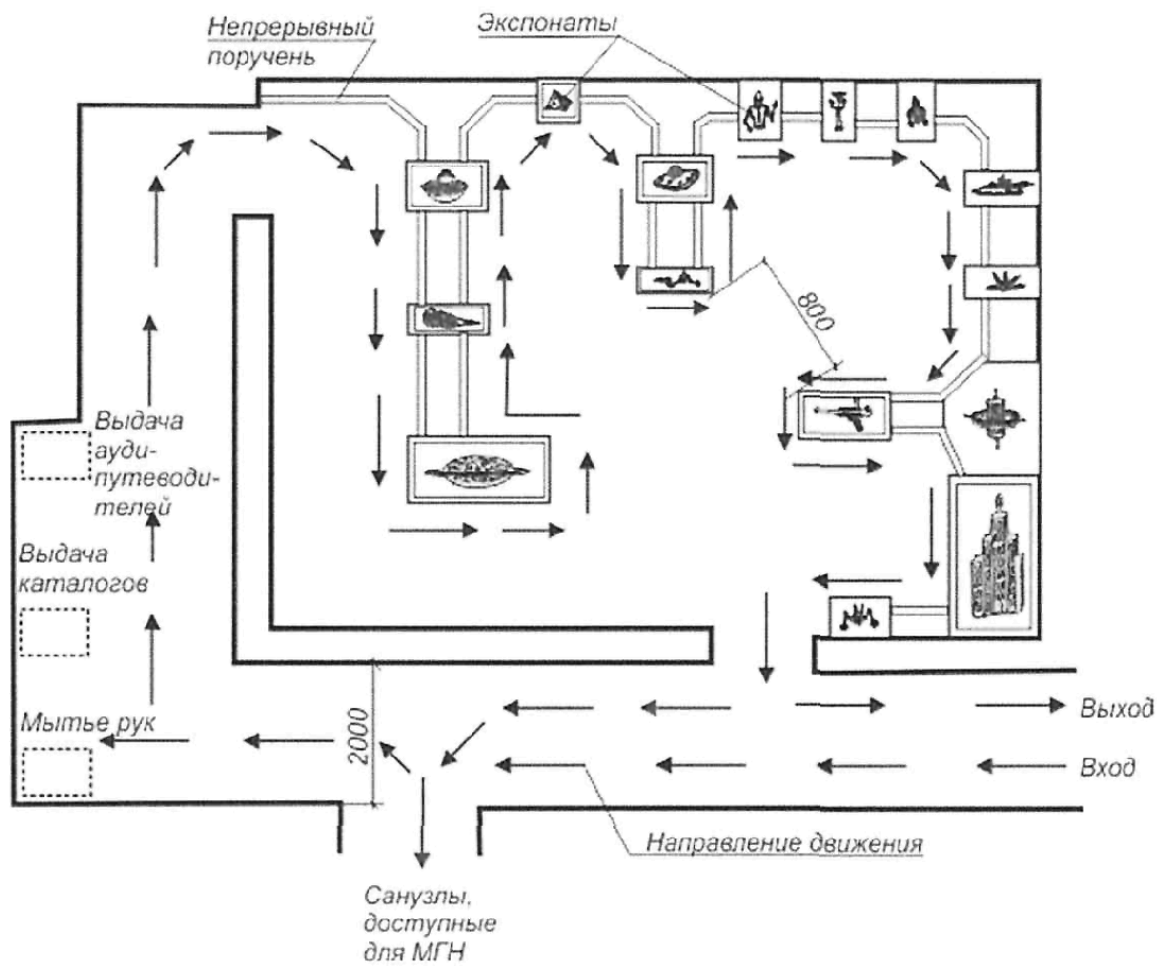 Непрерывный
поручень
Экспонаты
800
Выдача
ауди-
путеводи-
телей
Выдача
каталогов
Мытье рук
2000
Выход
Вход
Направление движения
Санузлы,
доступные
для МГН